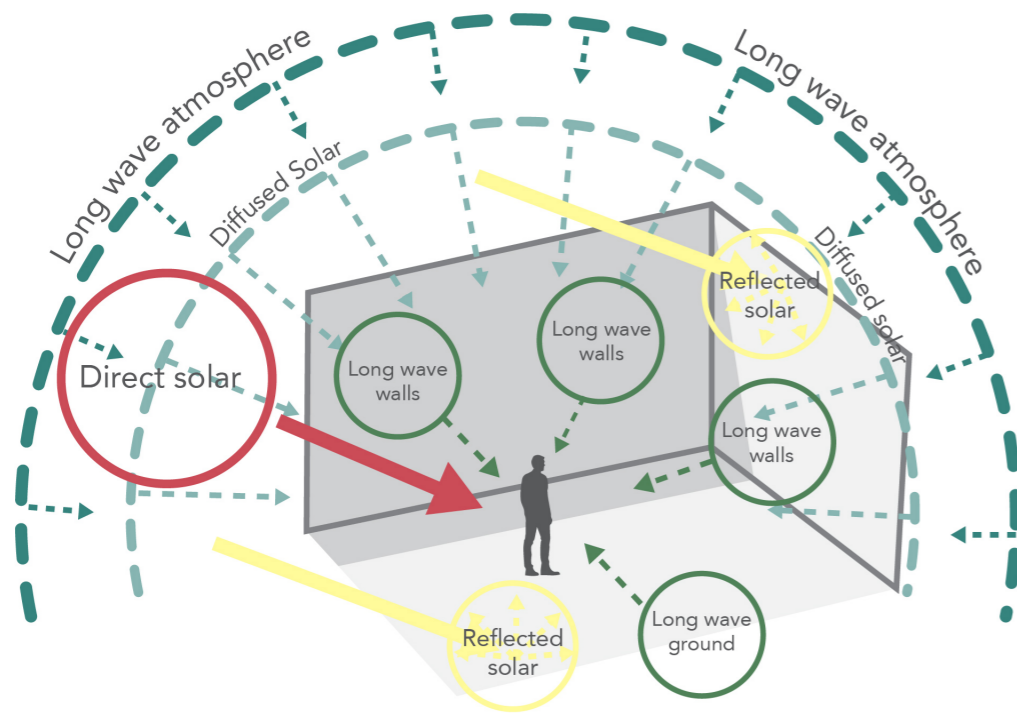 Long wave atmosphere
Long wave atmosphere
Diffused Solar
Diffused solar
Direct solar
Reflected
solar
Long wave
walls
Long wave
walls
Long wave
walls
Reflected
solar
Long wave
ground